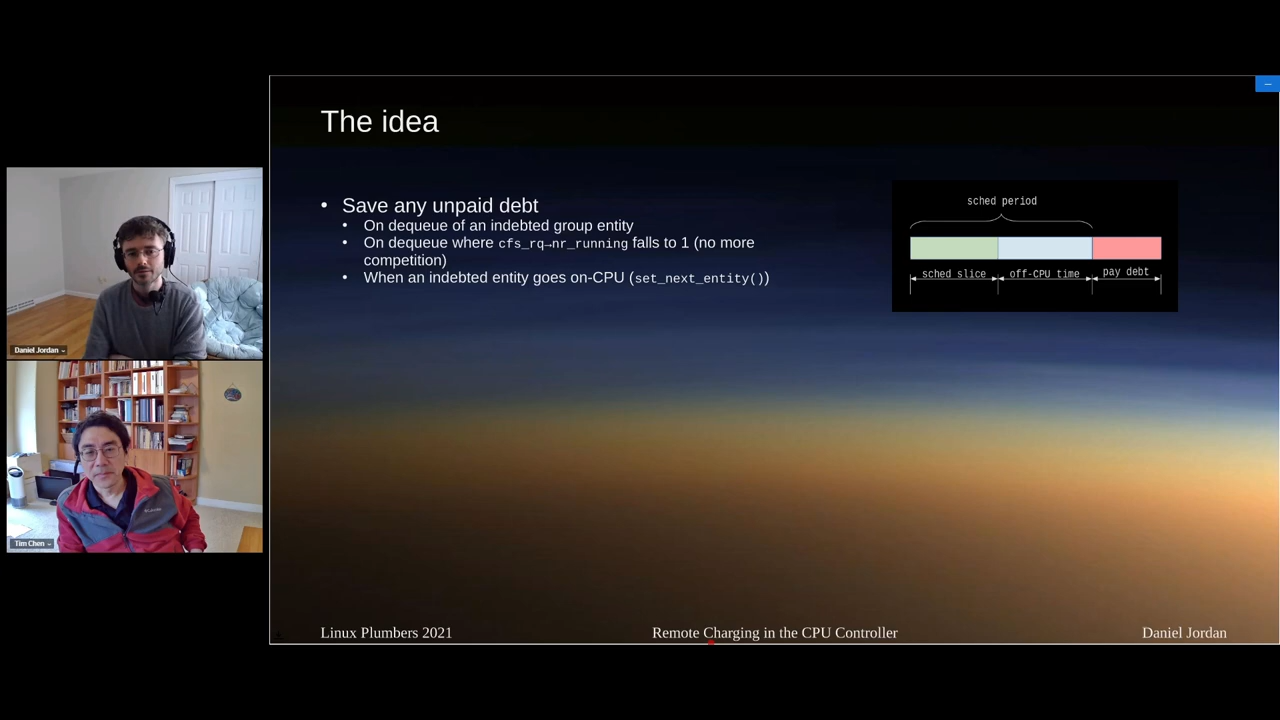 The idea
• Save any unpaid debt
• On dequeue of an indebted group entity
• On dequeue where cfs_rq→nr_running falls to 1 (no more
competition)
• When an indebted entity goes on-CPU (set_next_entity())
sched period
sched slice
off-CPU time
pay debt
Daniel Jordan
Columbia
Tim Chen
Linux Plumbers 2021
Remote Charging in the CPU Controller
Daniel Jordan